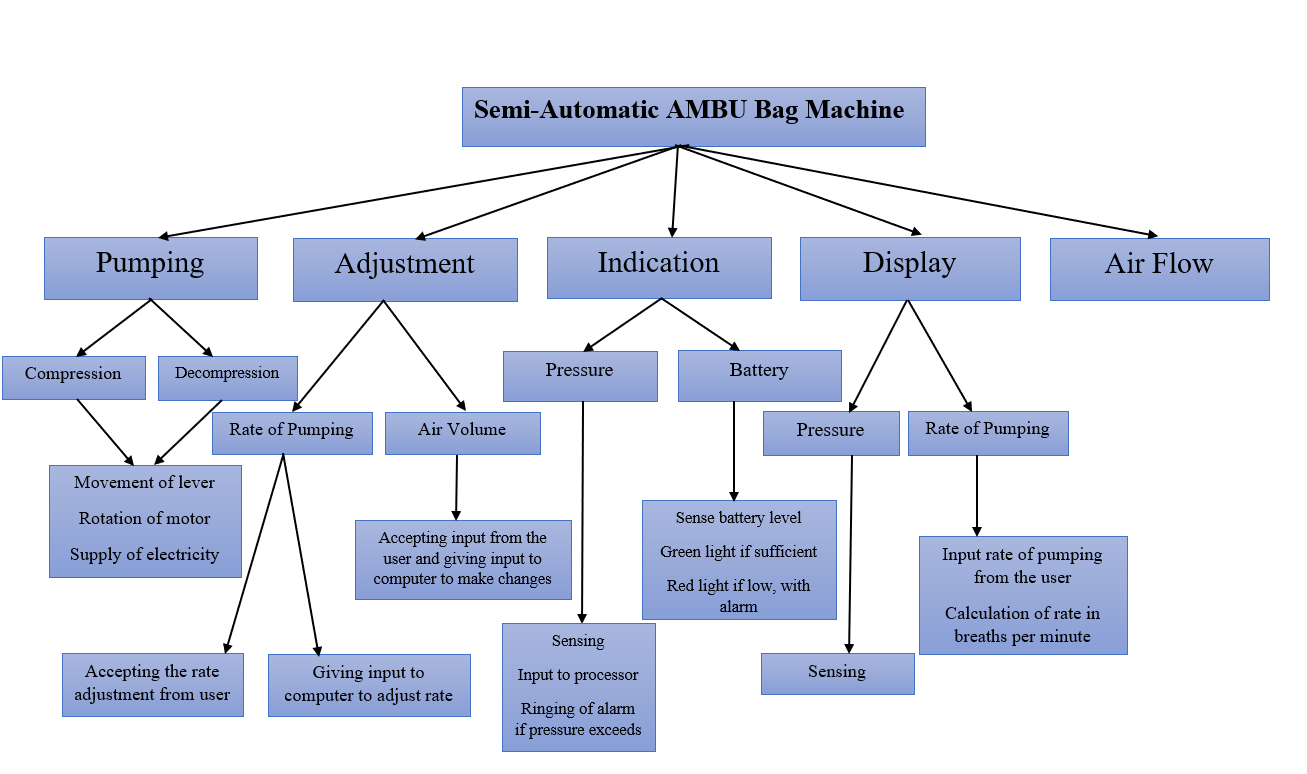 Semi-Automatic AMBU Bag Machine
Pumping
Adjustment
Indication
Display
Air Flow
Compression
Decompression
Pressure
Battery
Rate of Pumping
Air Volume
Pressure
Rate of Pumping
Movement of lever
Rotation of motor
Supply of electricity
Accepting input from the
user and giving input to
computer to make changes
Sense battery level
Green light if sufficient
Red light if low, with
alarm
Input rate of pumping
from the user
Calculation of rate in
breaths per minute
Accepting the rate
adjustment from user
Giving input to
computer to adjust rate
Sensing
Input to processor
Ringing of alarm
if pressure exceeds
Sensing